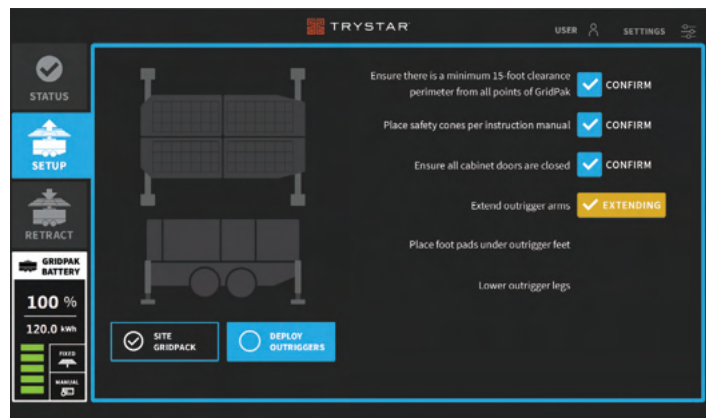 TRYSTAR
USER
SETTINGS
STATUS
SETUP
RETRACT
GRIDPAK
BATTERY
100 %
120.0 kWh
FIXED
MANUAL
Ensure there is a minimum 15-foot clearance
perimeter from all points of GridPak
CONFIRM
Place safety cones per instruction manual
CONFIRM
Ensure all cabinet doors are closed
CONFIRM
Extend outrigger arms
EXTENDING
Place foot pads under outrigger feet
Lower outrigger legs
SITE
GRIDPACK
DEPLOY
OUTRIGGERS